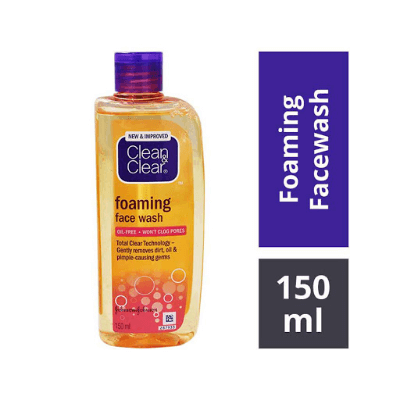 NEW & IMPROVED
Clean &
Clear®
foaming
face wash
OIL-FREE • WON'T CLOG PORES
Total Clear Technology -
Gently removes dirt, oil &
pimple-causing germs
150 ml
Foaming
Facewash
150
ml